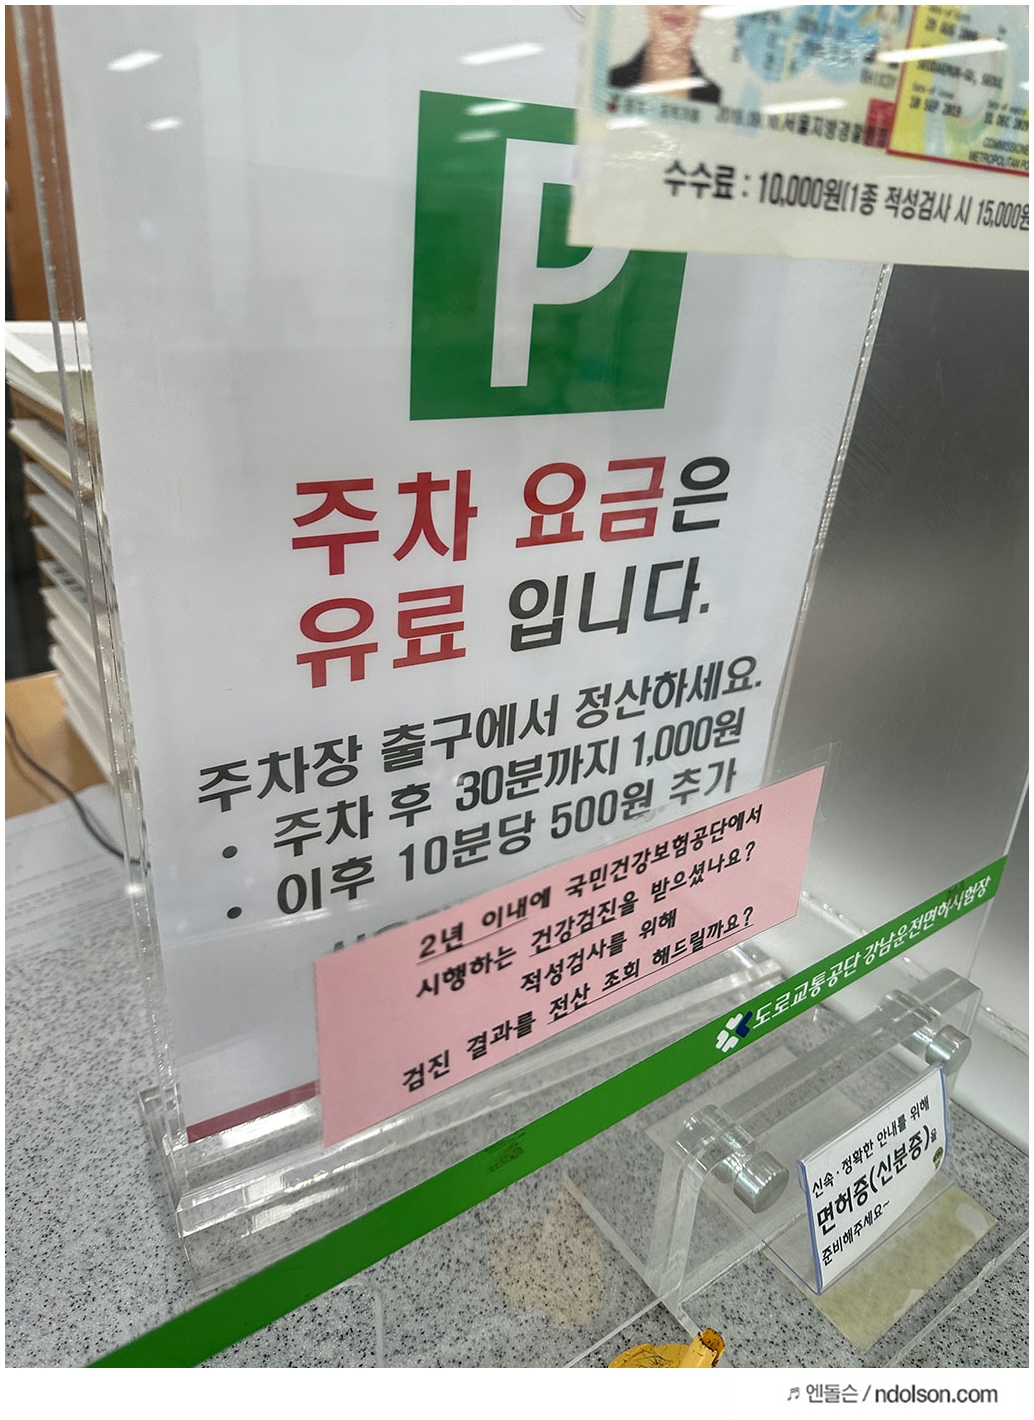 서울지방경찰청
수수료 : 10,000원(1종 적성검사 시 15,000원
P
주차 요금은
유료 입니다.
주차장 출구에서 정산하세요.
• 주차 후 30분까지 1,000원
• 이후 10분당 500원 추가
2년 이내에 국민건강보험공단에서
시행하는 건강검진을 받으셨나요?
적성검사를 위해
검진 결과를 전산 조회 해드릴까요?
도로교통공단 강남운전면허시험장
신속·정확한 안내를 위해
면허증(신분증)을
준비해주세요~
♬ 엔돌슨 / ndolson.com